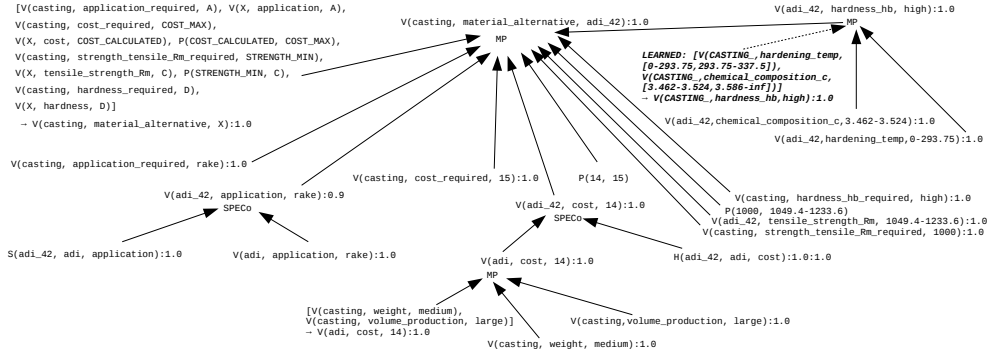 [V(casting, application_required, A), V(X, application, A),
V(casting, cost_required, COST_MAX),
V(X, cost, COST_CALCULATED), P(COST_CALCULATED, COST_MAX),
V(casting, strength_tensile_Rm_required, STRENGTH_MIN),
V(X, tensile_strength_Rm, C), P(STRENGTH_MIN, C),
V(casting, hardness_required, D),
V(X, hardness, D)]
→ V(casting, material_alternative, X):1.0
V(casting, material_alternative, adi_42):1.0
MP
V(adi_42, hardness_hb, high):1.0
MP
LEARNED: [V(CASTING_,hardening_temp,
[0-293.75,293.75-337.5]),
V(CASTING_,chemical_composition_c,
[3.462-3.524,3.586-inf])]
→ V(CASTING_,hardness_hb,high):1.0
V(adi_42,chemical_composition_c,3.462-3.524):1.0
V(adi_42,hardening_temp,0-293.75):1.0
V(casting, application_required, rake):1.0
V(casting, cost_required, 15):1.0
P(14, 15)
V(adi_42, application, rake):0.9
SPECo
V(adi_42, cost, 14):1.0
SPECo
V(casting, hardness_hb_required, high):1.0
P(1000, 1049.4-1233.6)
V(adi_42, tensile_strength_Rm, 1049.4-1233.6):1.0
V(casting, strength_tensile_Rm_required, 1000):1.0
S(adi_42, adi, application):1.0
V(adi, application, rake):1.0
V(adi, cost, 14):1.0
MP
H(adi_42, adi, cost):1.0:1.0
[V(casting, weight, medium),
V(casting, volume_production, large)]
→ V(adi, cost, 14):1.0
V(casting,volume_production, large):1.0
V(casting, weight, medium):1.0